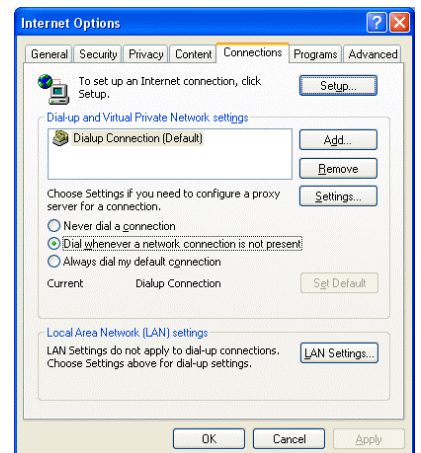 Internet Options
General Security Privacy Content Connections Programs Advanced
To set up an Internet connection, click
Setup.
Setup...
Dial-up and Virtual Private Network settings
Dialup Connection (Default)
Add...
Remove
Choose Settings if you need to configure a proxy
server for a connection.
Settings...
Never dial a connection
Dial whenever a network connection is not present
Always dial my default connection
Current Dialup Connection Set Default
Local Area Network (LAN) settings
LAN Settings do not apply to dial-up connections.
Choose Settings above for dial-up settings.
LAN Settings...
OK Cancel Apply